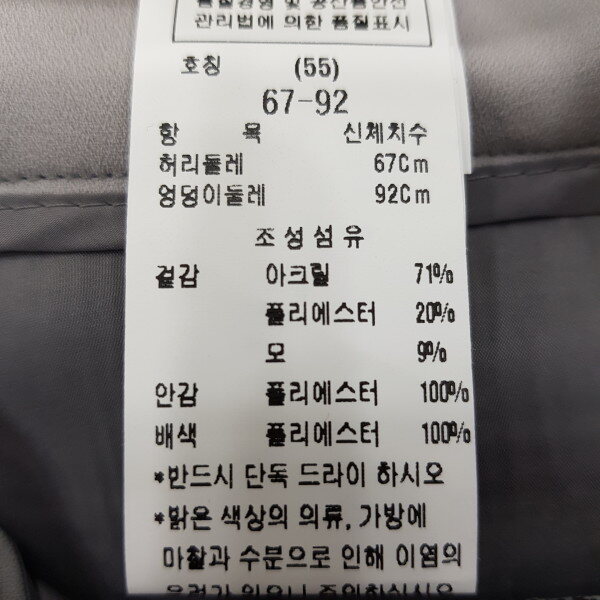 관리법에 의한 품질표시
호칭 (55)
67-92
항 목 신체치수
허리둘레 67Cm
엉덩이둘레 92Cm
조성섬유
겉감 아크릴 71%
폴리에스터 20%
모 9%
안감 폴리에스터 100%
배색 폴리에스터 100%
*반드시 단독 드라이 하시오
*밝은 색상의 의류, 가방에
마찰과 수분으로 인해 이염의